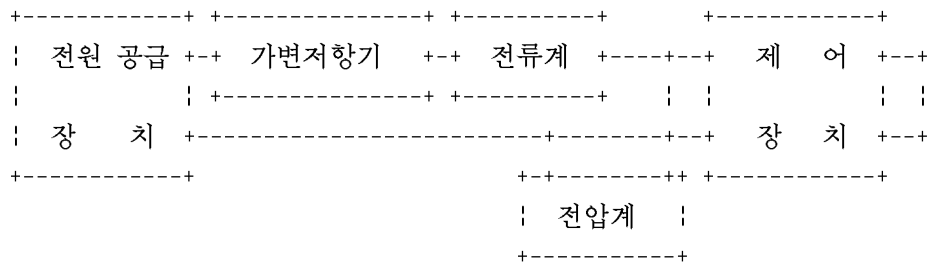 전원 공급 가변저항기 전류계 제 어
장 치 장 치
전압계